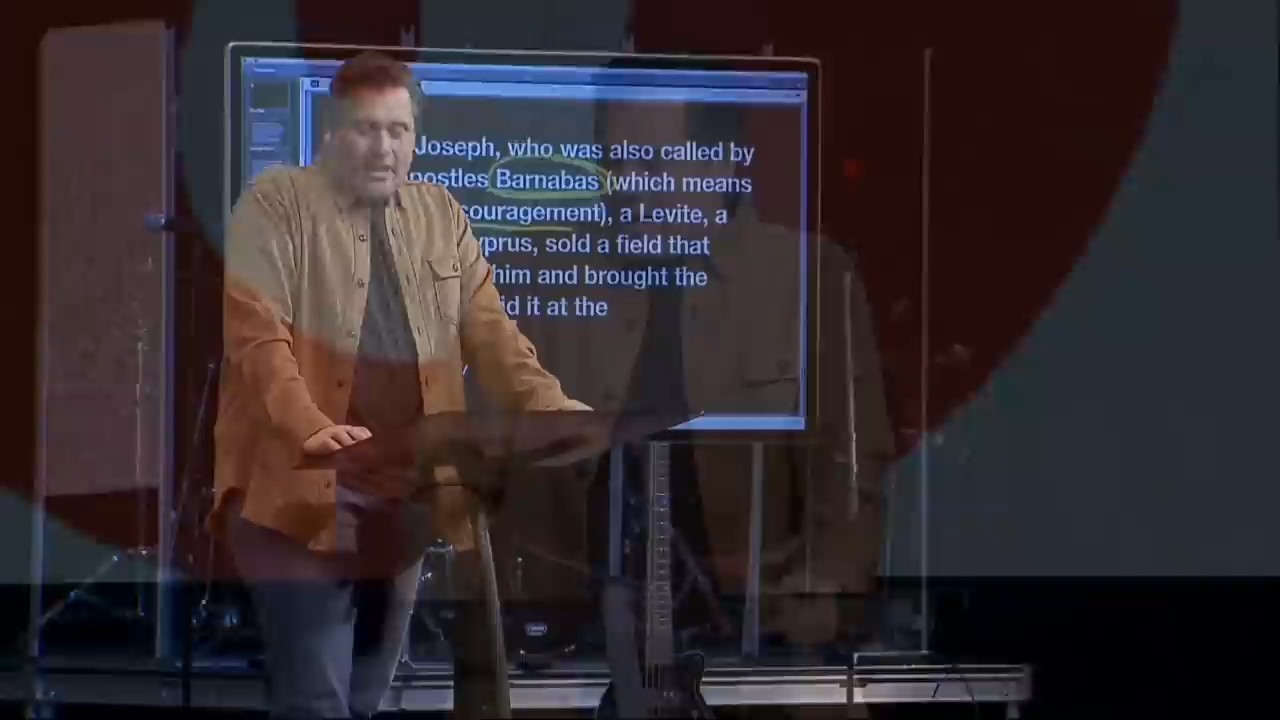 Joseph, who was also called by
postles Barnabas (which means
couragement), a Levite, a
yprus, sold a field that
him and brought the
id it at the